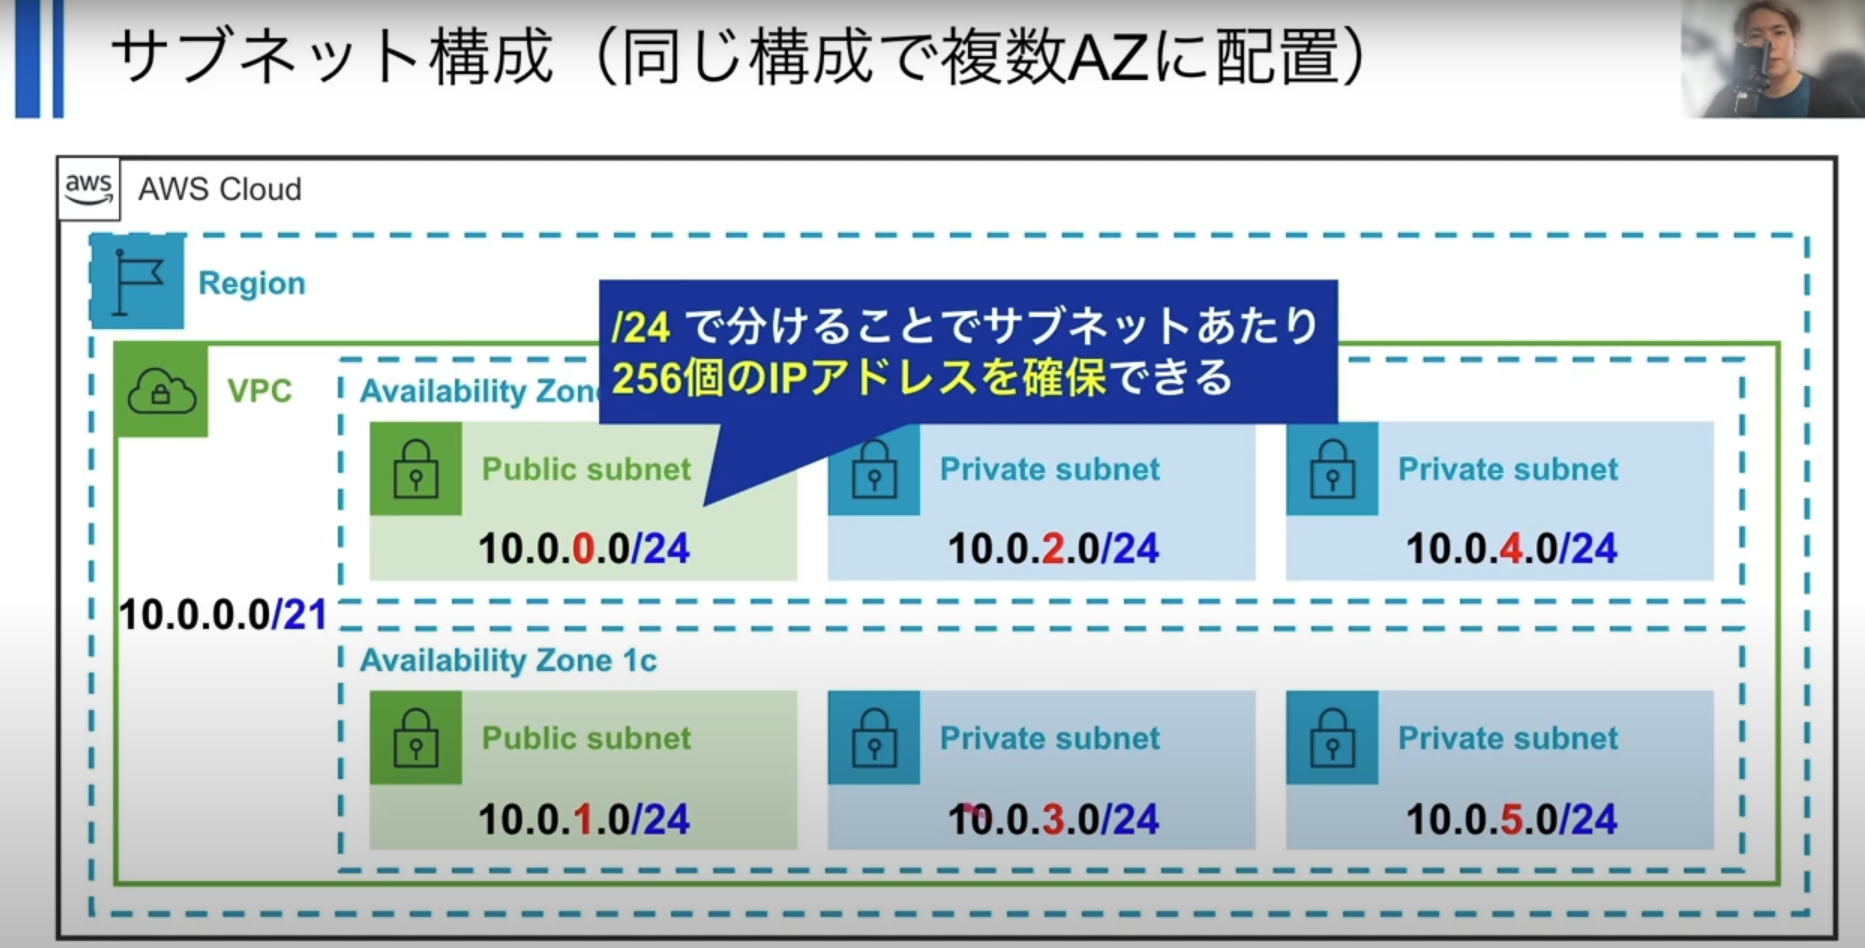 サブネット構成（同じ構成で複数AZに配置）
aws
AWS Cloud
Region
/24 で分けることでサブネットあたり
256個のIPアドレスを確保できる
VPC
Availability Zon
Public subnet
10.0.0.0/24
Private subnet
10.0.2.0/24
Private subnet
10.0.4.0/24
10.0.0.0/21
Availability Zone 1c
Public subnet
10.0.1.0/24
Private subnet
10.0.3.0/24
Private subnet
10.0.5.0/24